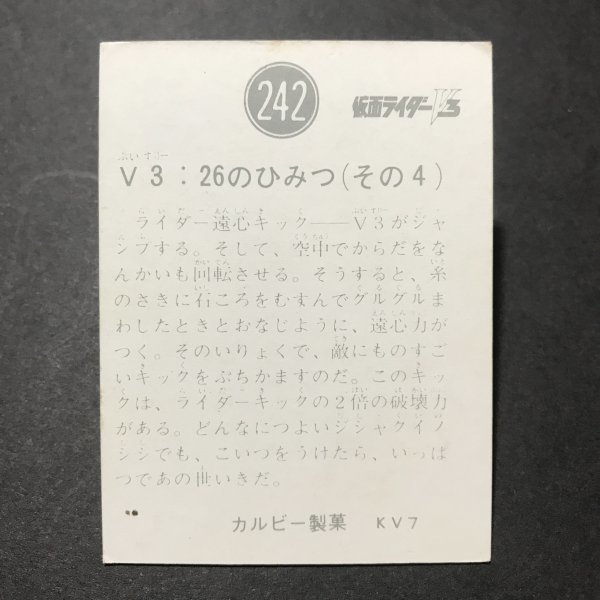 242
仮面ライダーV3
V3：26のひみつ（その4）
ライダー遠心キック――V3がジャ
ンプする。そして、空中でからだをな
んかいも回転させる。そうすると、糸
のさきに石ころをむすんでグルグルま
わしたときとおなじように、遠心力が
つく。そのいりょくで、敵にものすご
いキックをぶちかますのだ。このキッ
クは、ライダーキックの2倍の破壊力
がある。どんなにつよいジシャクイノ
シシでも、こいつをうけたら、いっぱ
つであの世いきだ。
カルビー製菓 KV7